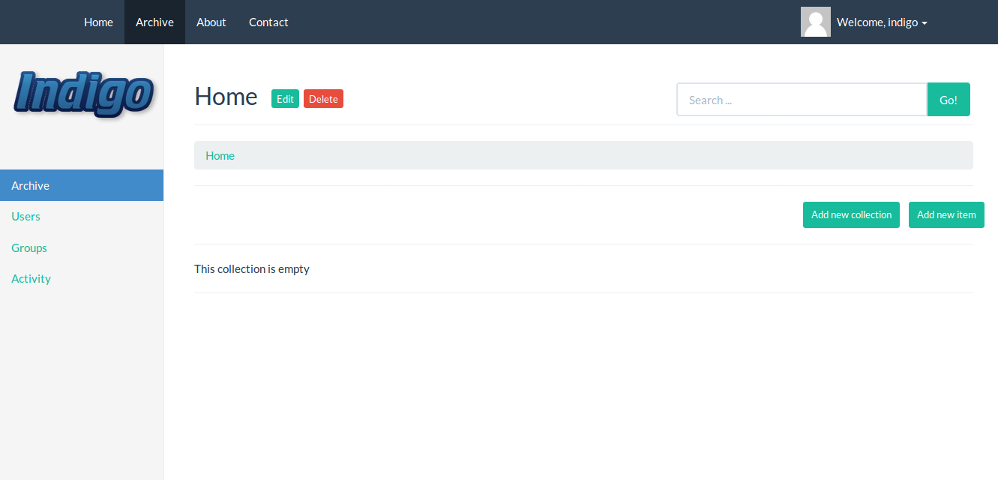 Home Archive About Contact Welcome, indigo
Indigo
Home Edit Delete Search ... Go!
Home
Archive
Users
Groups
Activity
Add new collection Add new item
This collection is empty